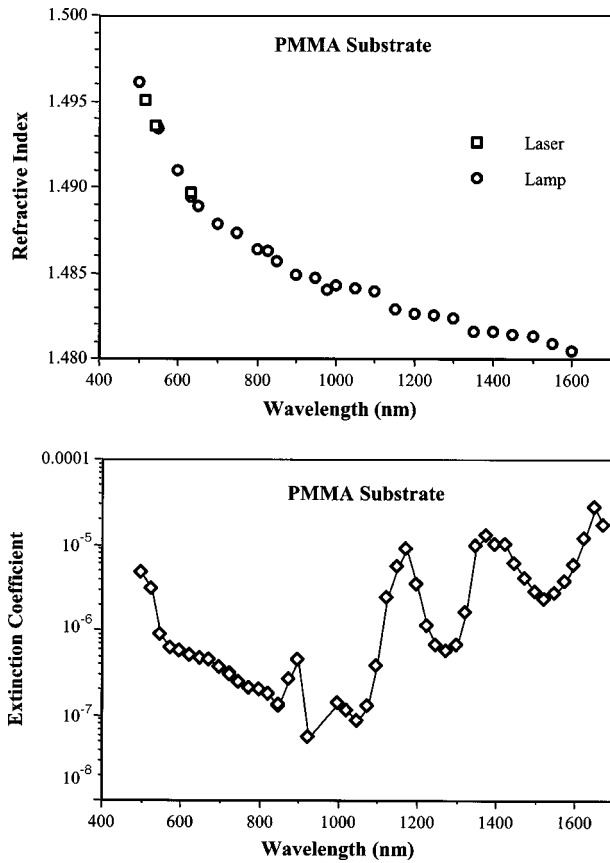 1.500
PMMA Substrate
1.495
Laser
1.490
Lamp
1.485
1.480
Refractive Index
400 600 800 1000 1200 1400 1600
Wavelength (nm)
0.0001
PMMA Substrate
10-5
10-6
10-7
10-8
Extinction Coefficient
400 600 800 1000 1200 1400 1600
Wavelength (nm)